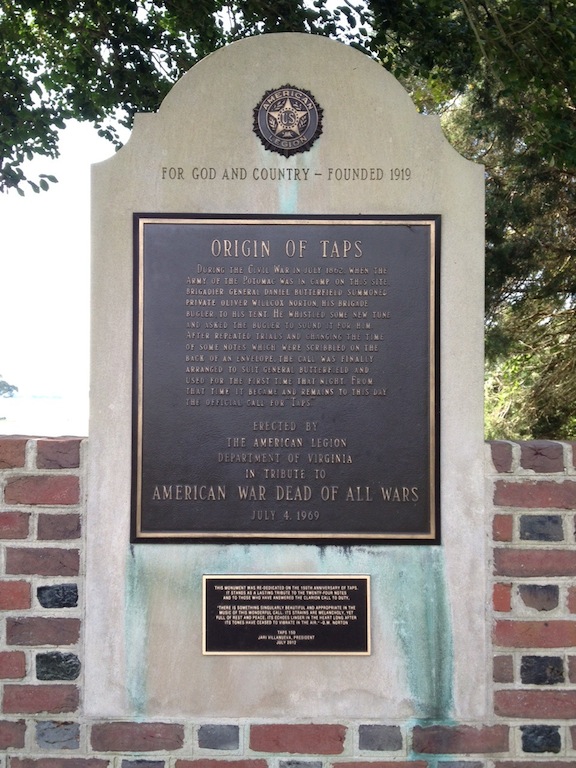 AMERICAN
US
LEGION
FOR GOD AND COUNTRY – FOUNDED 1919
ORIGIN OF TAPS
DURING THE CIVIL WAR IN JULY 1862, WHEN THE
ARMY OF THE POTOMAC WAS IN CAMP ON THIS SITE,
BRIGADIER GENERAL DANIEL BUTTERFIELD SUMMONED
PRIVATE OLIVER WILLCOX NORTON, HIS BRIGADE
BUGLER TO HIS TENT. HE WHISTLED SOME NEW TUNE
AND ASKED THE BUGLER TO SOUND IT FOR HIM.
AFTER REPEATED TRIALS AND CHANGING THE TIME
OF SOME NOTES WHICH WERE SCRIBBLED ON THE
BACK OF AN ENVELOPE, THE CALL WAS FINALLY
ARRANGED TO SUIT GENERAL BUTTERFIELD AND
USED FOR THE FIRST TIME THAT NIGHT. FROM
THAT TIME IT BECAME AND REMAINS TO THIS DAY
THE OFFICIAL CALL FOR "TAPS."
ERECTED BY
THE AMERICAN LEGION
DEPARTMENT OF VIRGINIA
IN TRIBUTE TO
AMERICAN WAR DEAD OF ALL WARS
JULY 4, 1969
THIS MONUMENT WAS RE-DEDICATED ON THE 150TH ANNIVERSARY OF TAPS.
IT STANDS AS A LASTING TRIBUTE TO THE TWENTY-FOUR NOTES
AND TO THOSE WHO HAVE ANSWERED THE CLARION CALL TO DUTY.
"THERE IS SOMETHING SINGULARLY BEAUTIFUL AND APPROPRIATE IN THE
MUSIC OF THIS WONDERFUL CALL. ITS STRAINS ARE MELANCHOLY, YET
FULL OF REST AND PEACE, ITS ECHOES LINGER IN THE HEART LONG AFTER
ITS TONES HAVE CEASED TO VIBRATE IN THE AIR." -O.W. NORTON
TAPS 150
JARI VILLANUEVA, PRESIDENT
JULY 2012